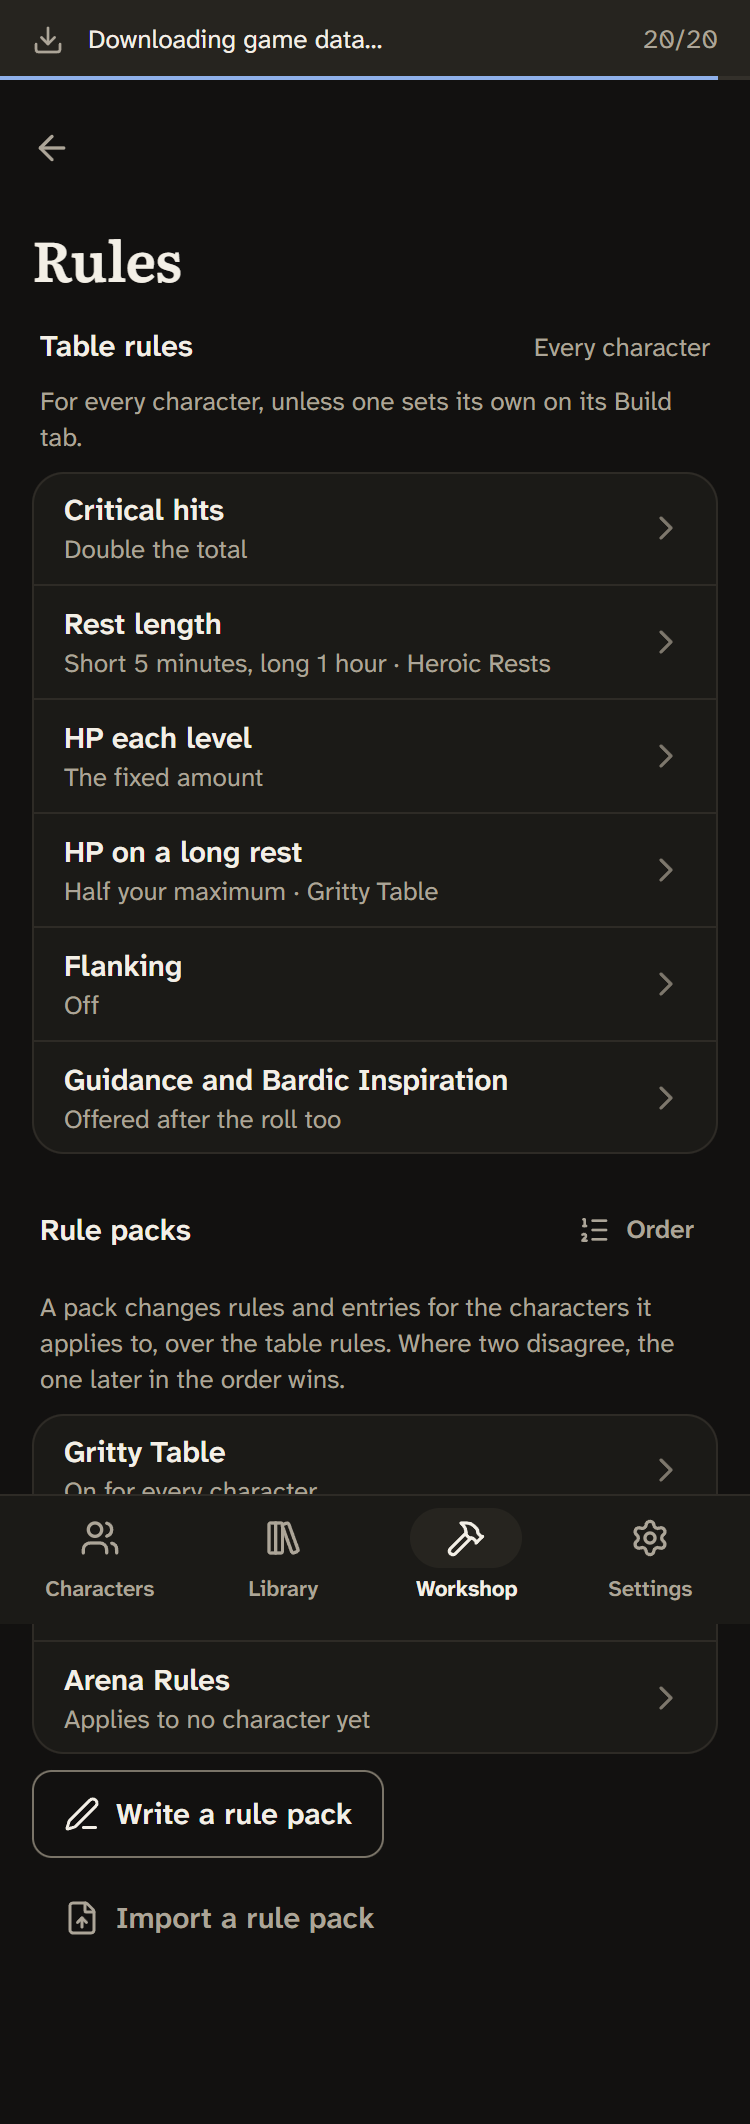 Downloading game data...
20/20
Rules
Table rules
Every character
For every character, unless one sets its own on its Build
tab.
Critical hits
Double the total
Rest length
Short 5 minutes, long 1 hour · Heroic Rests
HP each level
The fixed amount
HP on a long rest
Half your maximum · Gritty Table
Flanking
Off
Guidance and Bardic Inspiration
Offered after the roll too
Rule packs
Order
A pack changes rules and entries for the characters it
applies to, over the table rules. Where two disagree, the
one later in the order wins.
Gritty Table
On for every character
Characters
Library
Workshop
Settings
Arena Rules
Applies to no character yet
Write a rule pack
Import a rule pack